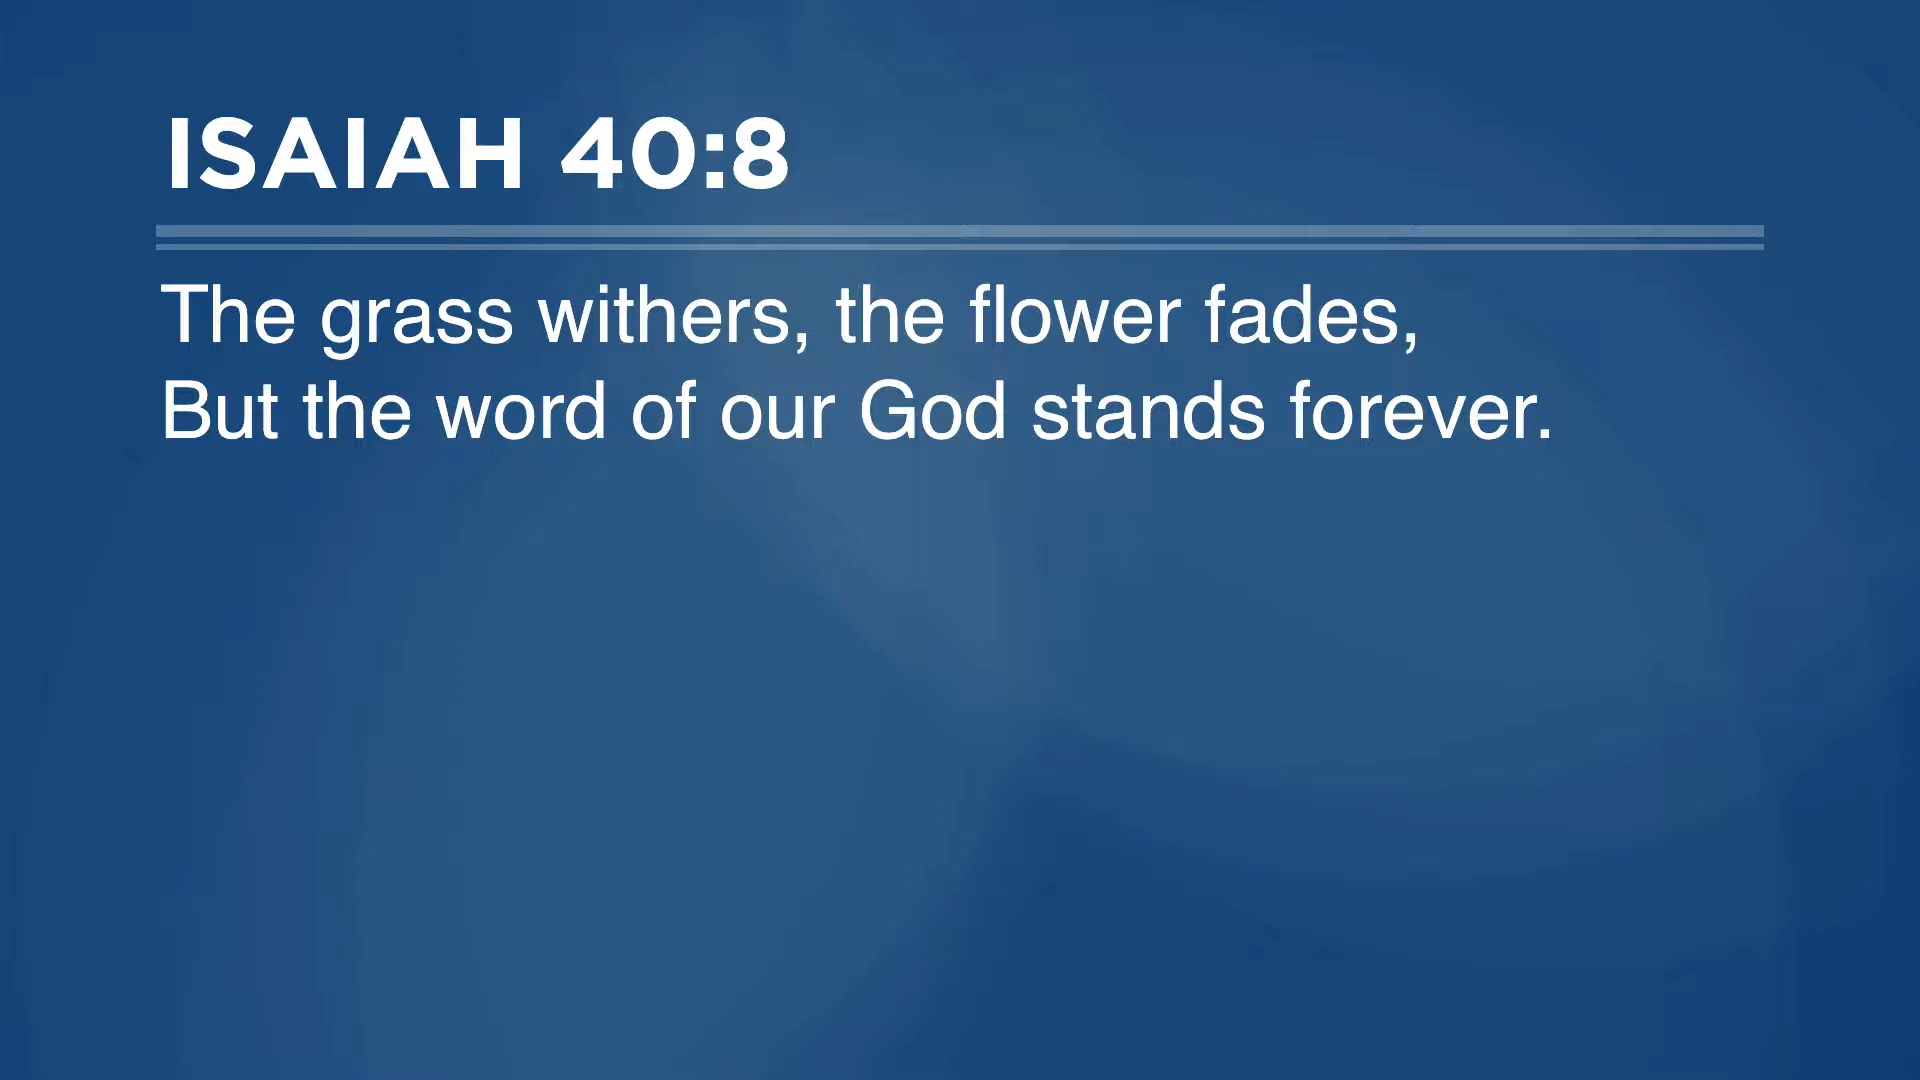 ISAIAH 40:8
The grass withers, the flower fades,
But the word of our God stands forever.